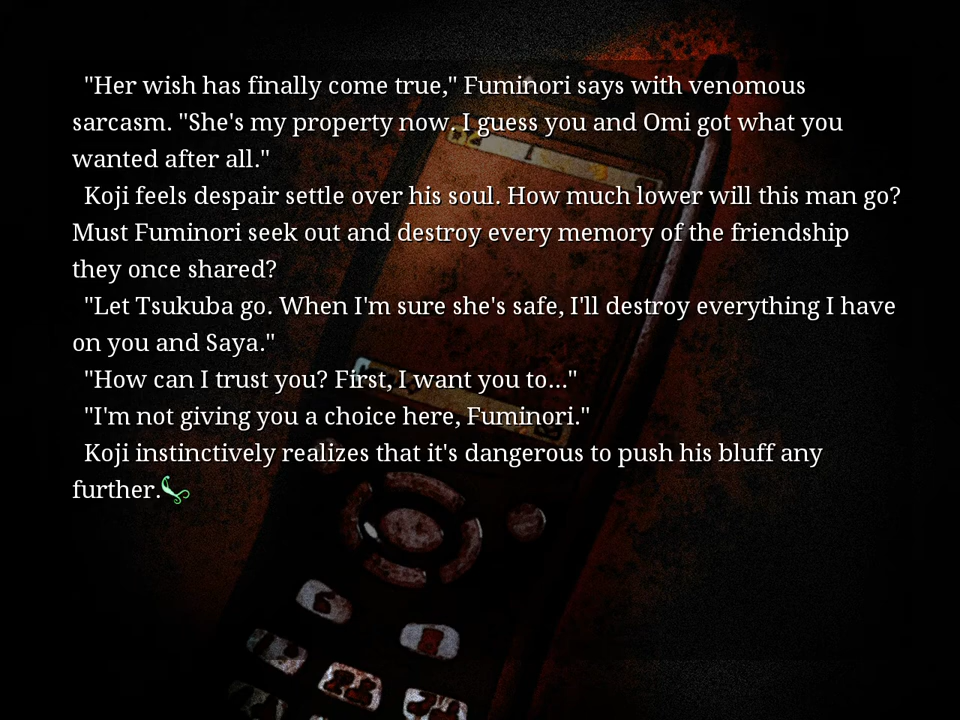 "Her wish has finally come true," Fuminori says with venomous
sarcasm. "She's my property now. I guess you and Omi got what you
wanted after all."
Koji feels despair settle over his soul. How much lower will this man go?
Must Fuminori seek out and destroy every memory of the friendship
they once shared?
"Let Tsukuba go. When I'm sure she's safe, I'll destroy everything I have
on you and Saya."
"How can I trust you? First, I want you to..."
"I'm not giving you a choice here, Fuminori."
Koji instinctively realizes that it's dangerous to push his bluff any
further.